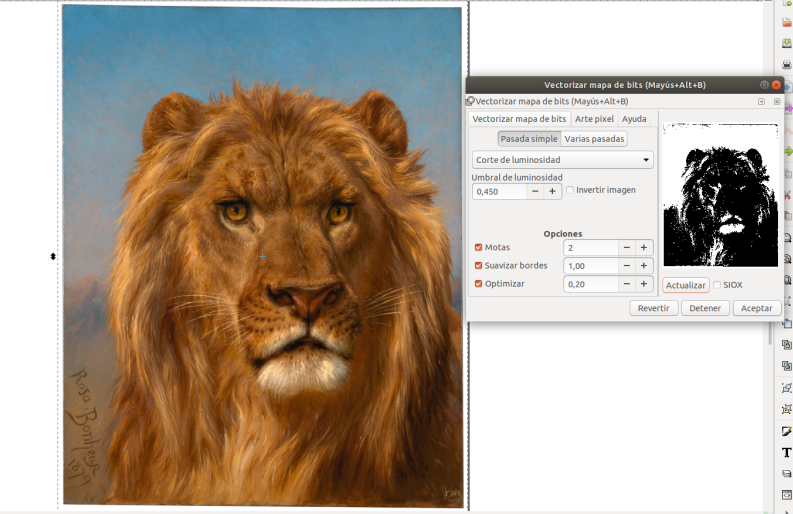 Vectorizar mapa de bits (Mayús+Alt+B)
Vectorizar mapa de bits (Mayús+Alt+B)
Vectorizar mapa de bits Arte píxel Ayuda
Pasada simple Varias pasadas
Corte de luminosidad
Umbral de luminosidad
0,450 − + Invertir imagen
Opciones
Motas 2 − +
Suavizar bordes 1,00 − +
Optimizar 0,20 − +
Actualizar SIOX
Revertir Detener Aceptar
Rosa Bonheur
1879